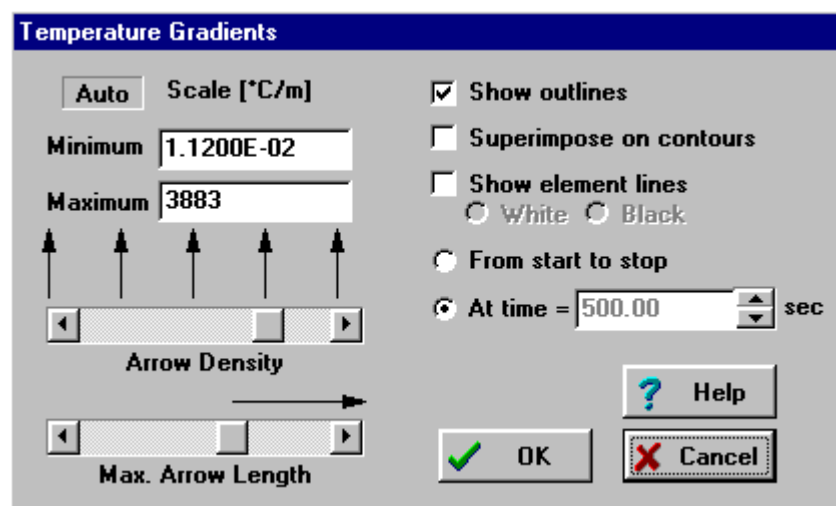 Temperature Gradients
Auto Scale [°C/m]
Minimum 1.1200E-02
Maximum 3883
Arrow Density
Max. Arrow Length
Show outlines
Superimpose on contours
Show element lines
White Black
From start to stop
At time = 500.00 sec
Help
OK Cancel